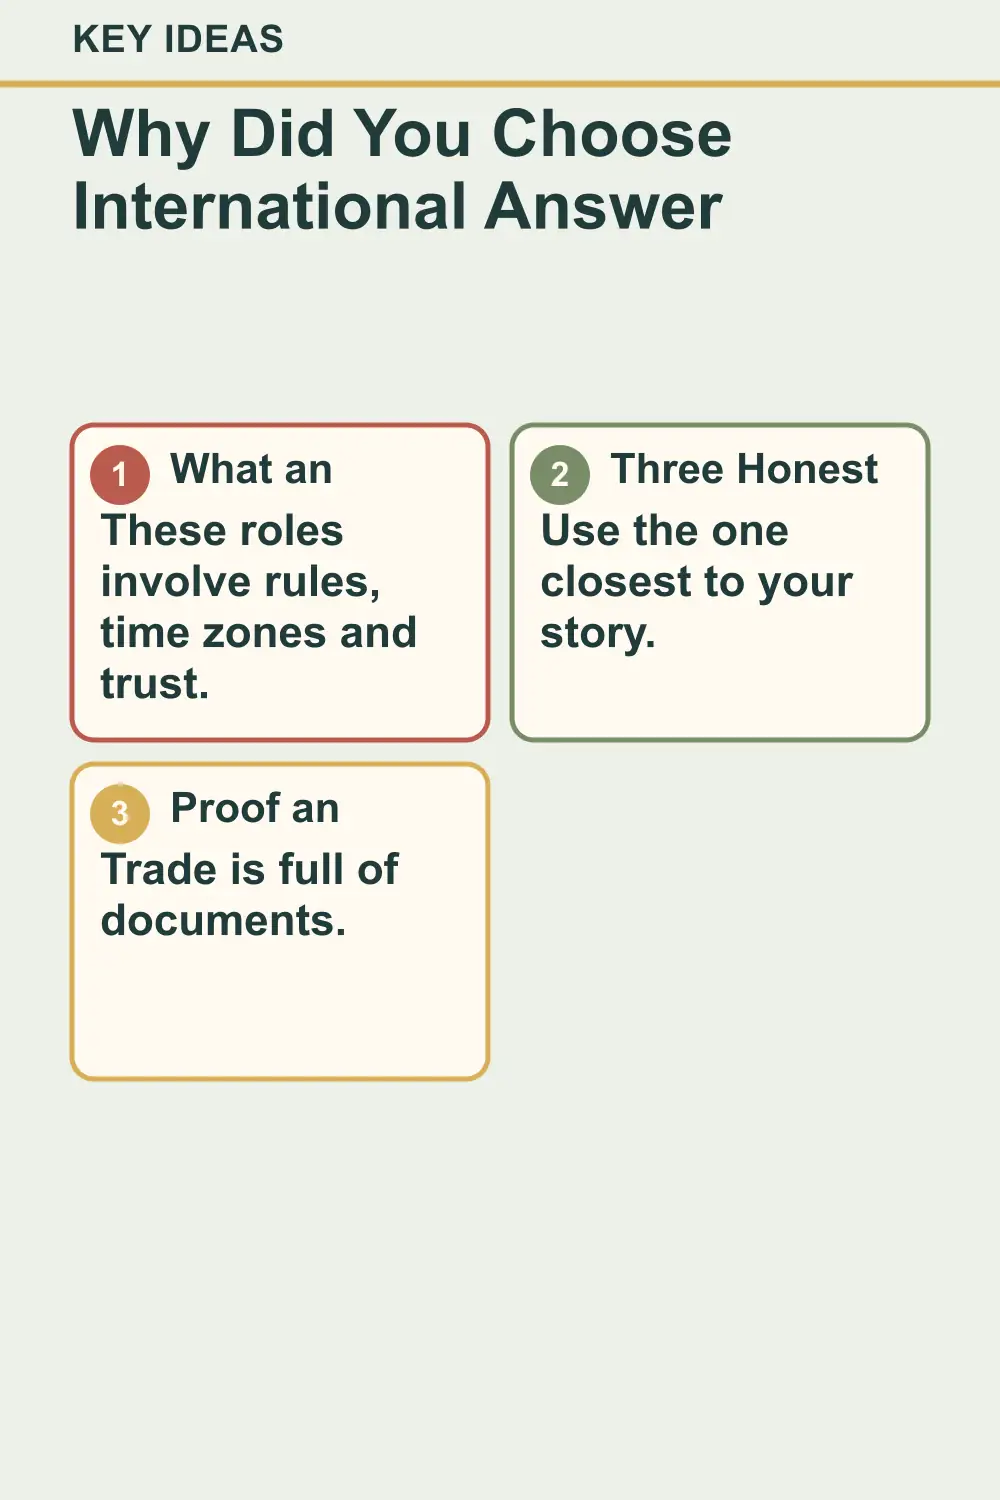 KEY IDEAS
Why Did You Choose
International Answer
1 What an
These roles
involve rules,
time zones and
trust.
2 Three Honest
Use the one
closest to your
story.
3 Proof an
Trade is full of
documents.